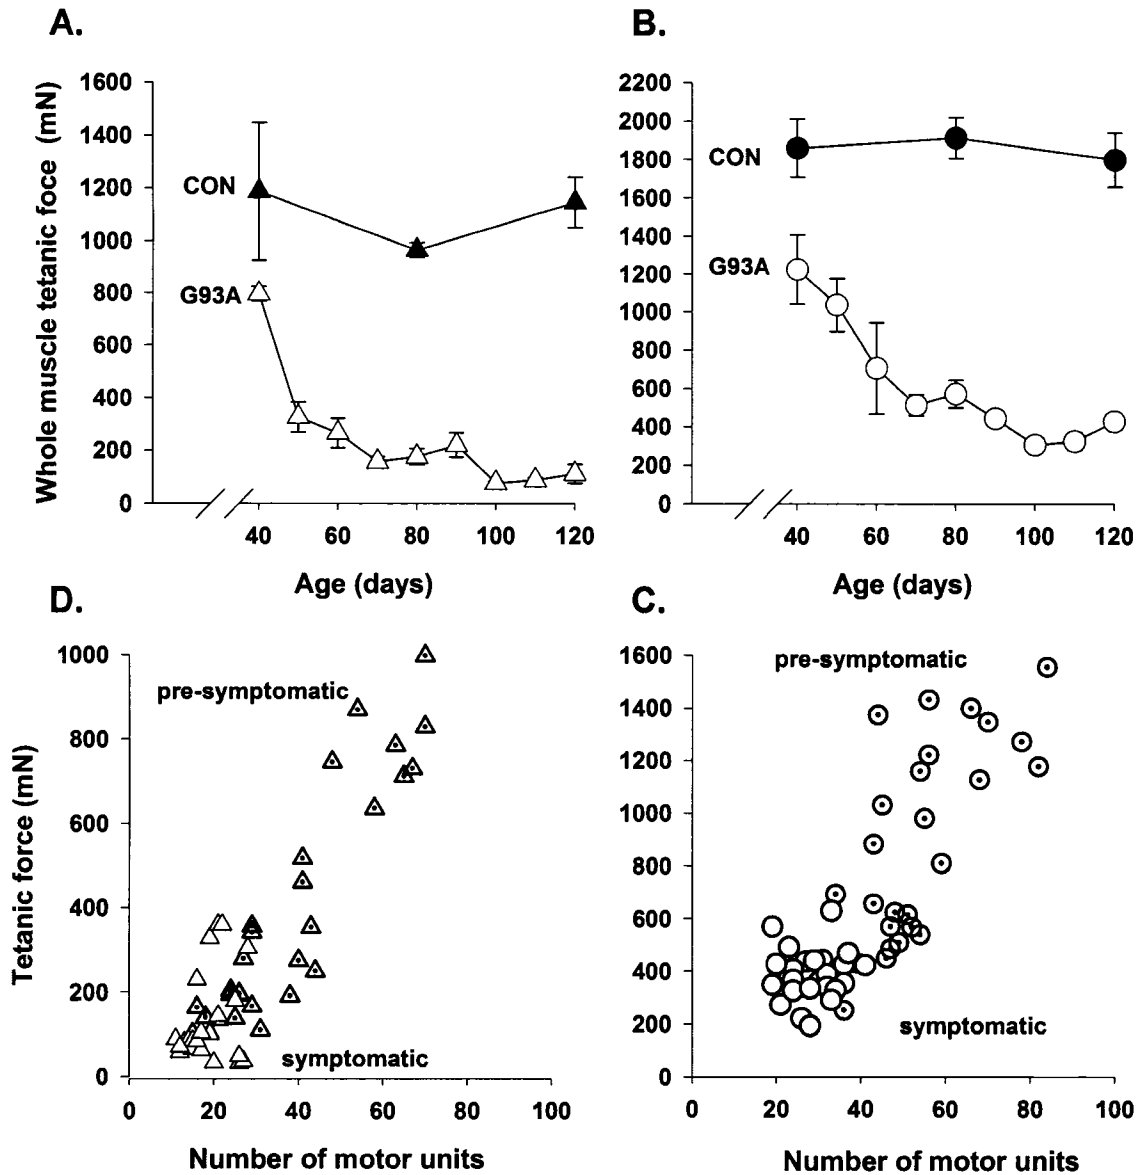 A.
Whole muscle tetanic foce (mN)
1600
1400
1200
1000
800
600
400
200
0
CON
G93A
40 60 80 100 120
Age (days)
B.
2200
2000
1800
1600
1400
1200
1000
800
600
400
200
0
CON
G93A
40 60 80 100 120
Age (days)
D.
Tetanic force (mN)
1000
800
600
400
200
0
pre-symptomatic
symptomatic
0 20 40 60 80 100
Number of motor units
C.
1600
1400
1200
1000
800
600
400
200
0
pre-symptomatic
symptomatic
0 20 40 60 80 100
Number of motor units